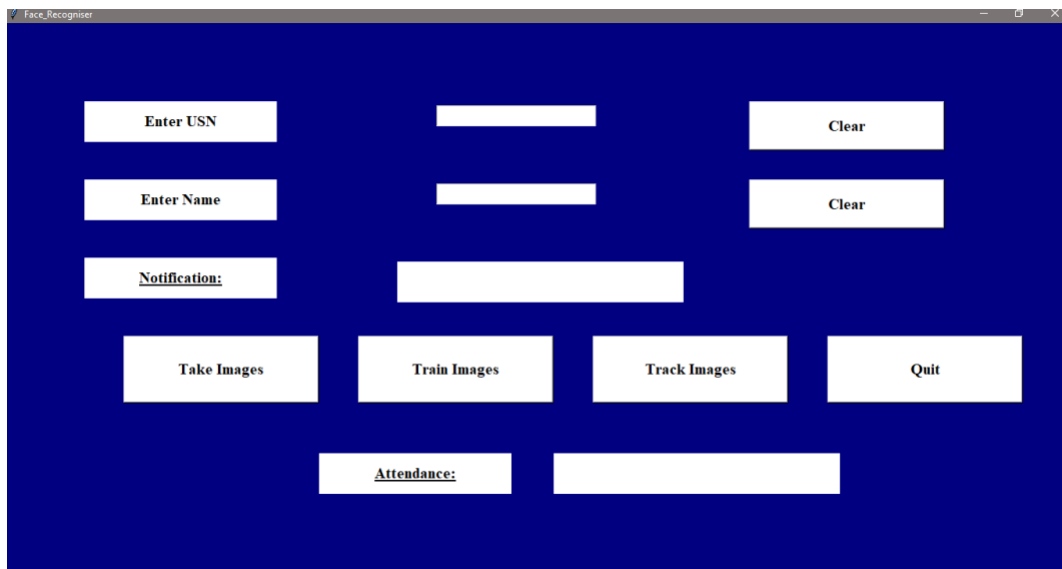 Face_Recogniser
Enter USN
Clear
Enter Name
Clear
Notification:
Take Images
Train Images
Track Images
Quit
Attendance: